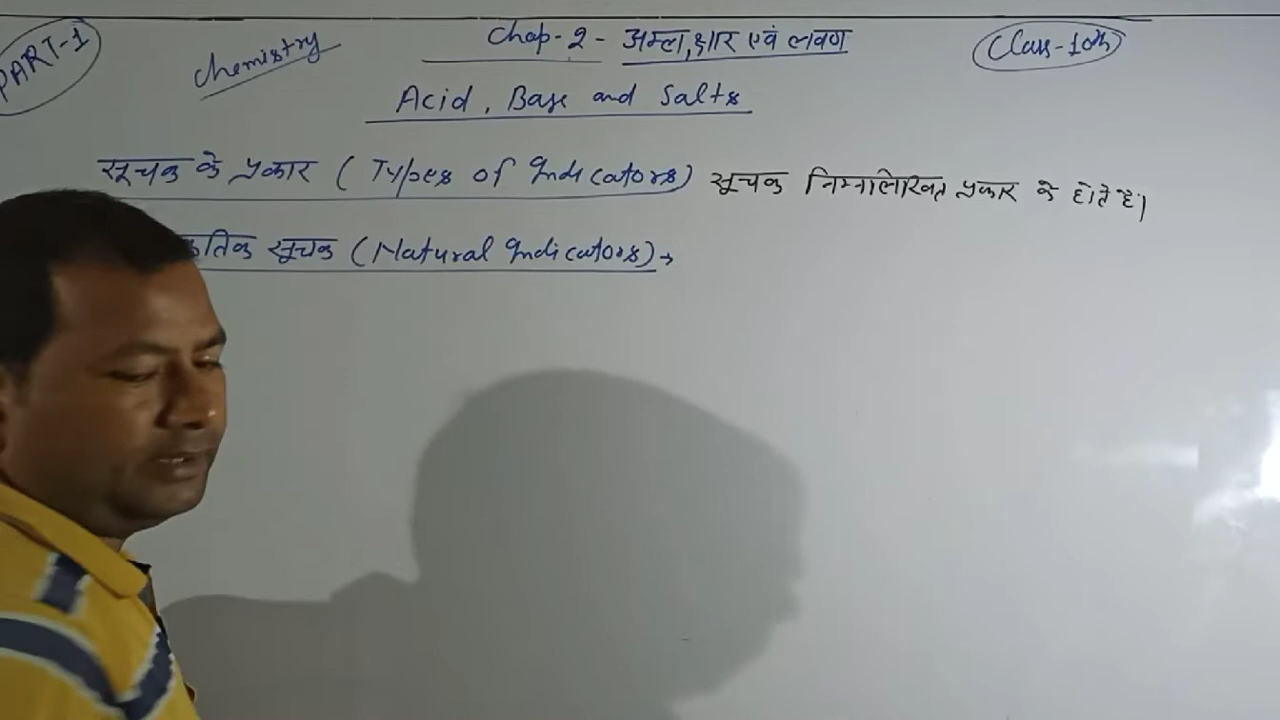 PART-1
Chemistry
Chap-2 - अम्ल, क्षार एवं लवण
Class-10th
Acid, Base and Salts
सूचक के प्रकार (Types of Indicators) सूचक निम्नलिखित प्रकार के होते है।
सूचक (Natural Indicators) →